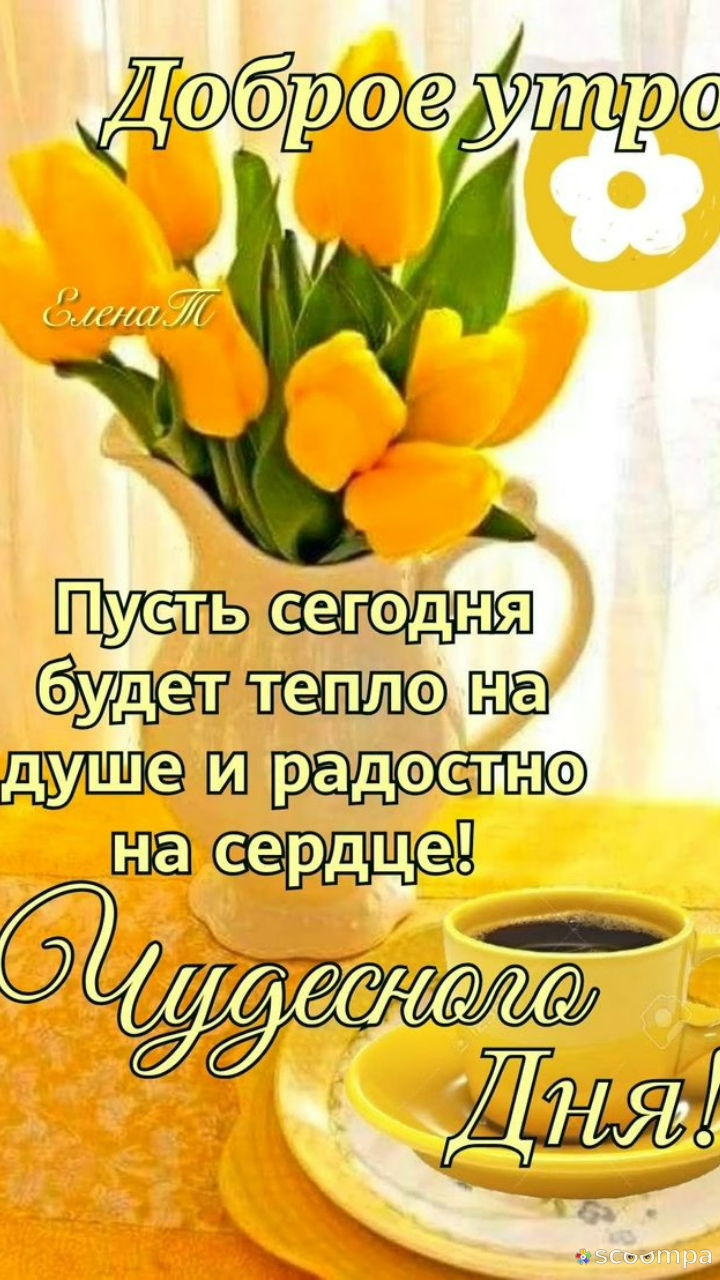 Доброе утро
ЕленаТ
Пусть сегодня
будет тепло на
душе и радостно
на сердце!
Чудесного
Дня!
scoompa